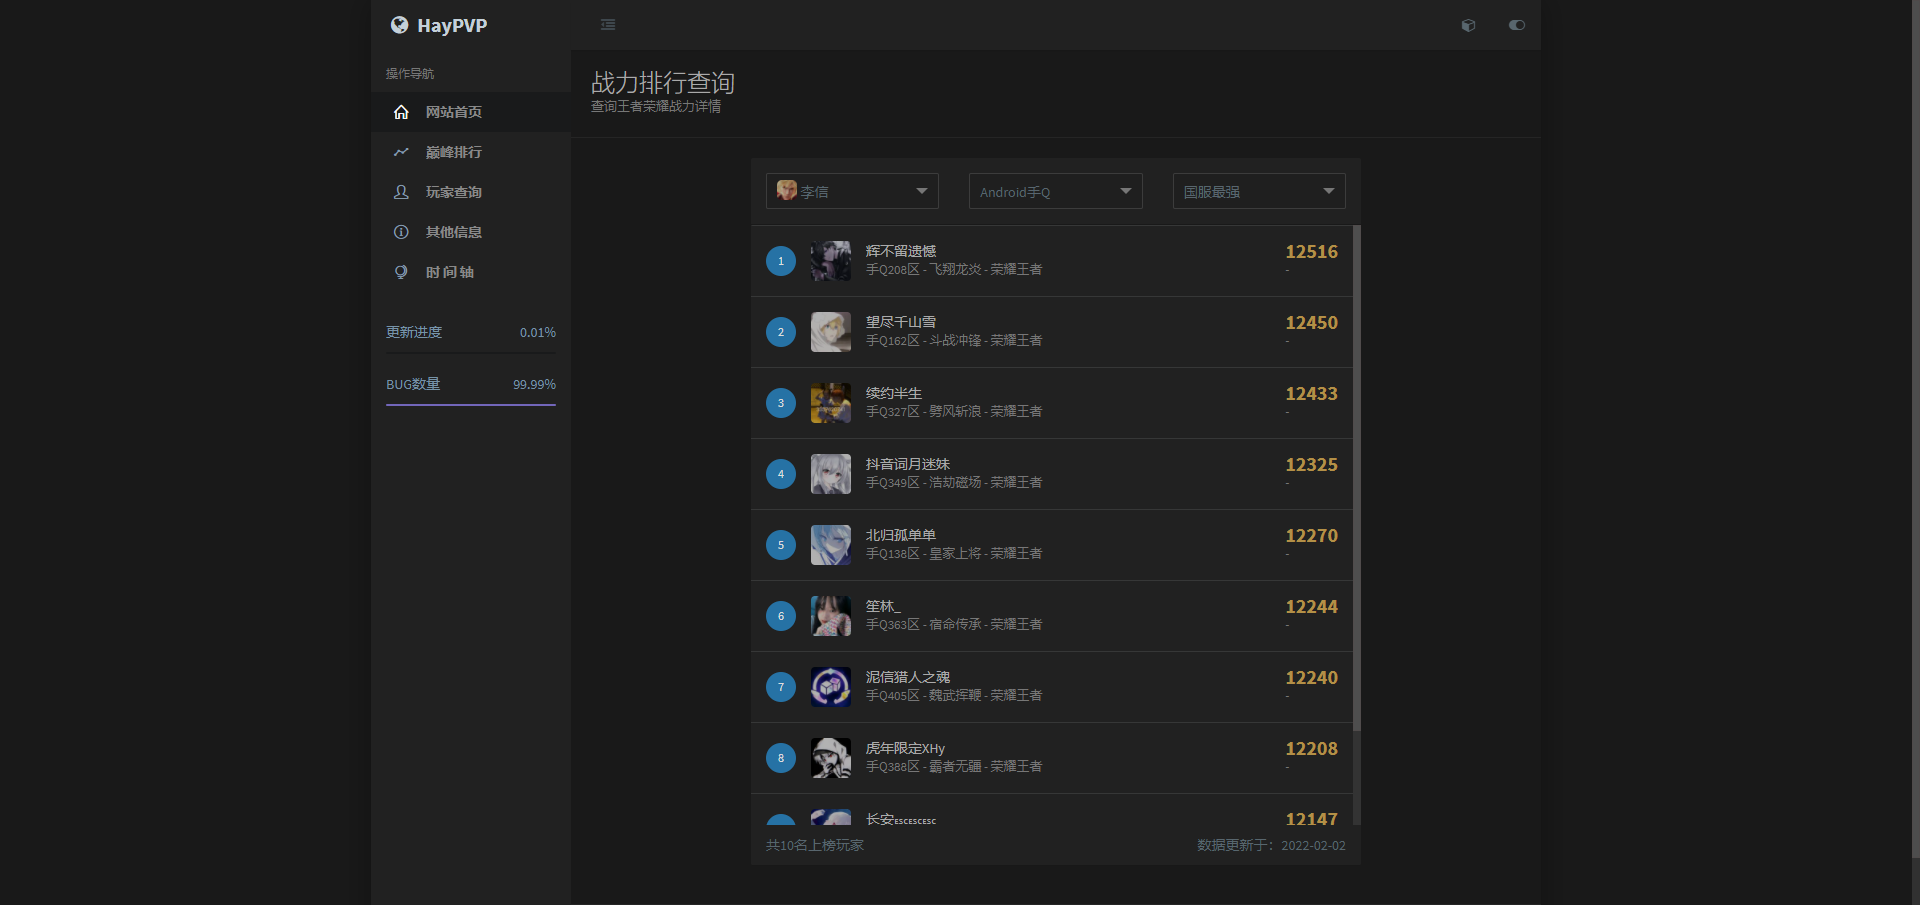 HayPVP
操作导航
网站首页
巅峰排行
玩家查询
其他信息
时间轴
更新进度 0.01%
BUG数量 99.99%
战力排行查询
查询王者荣耀战力详情
李信 Android手Q 国服最强
1 辉不留遗憾 12516
手Q208区 - 飞翔龙炎 - 荣耀王者 -
2 望尽千山雪 12450
手Q162区 - 斗战冲锋 - 荣耀王者 -
3 续约半生 12433
手Q327区 - 劈风斩浪 - 荣耀王者 -
4 抖音词月迷妹 12325
手Q349区 - 浩劫磁场 - 荣耀王者 -
5 北归孤单单 12270
手Q138区 - 皇家上将 - 荣耀王者 -
6 笙林_ 12244
手Q363区 - 宿命传承 - 荣耀王者 -
7 泥信猎人之魂 12240
手Q405区 - 魏武挥鞭 - 荣耀王者 -
8 虎年限定XHy 12208
手Q388区 - 霸者无疆 - 荣耀王者 -
长安ESCESCESC 12147
共10名上榜玩家 数据更新于：2022-02-02